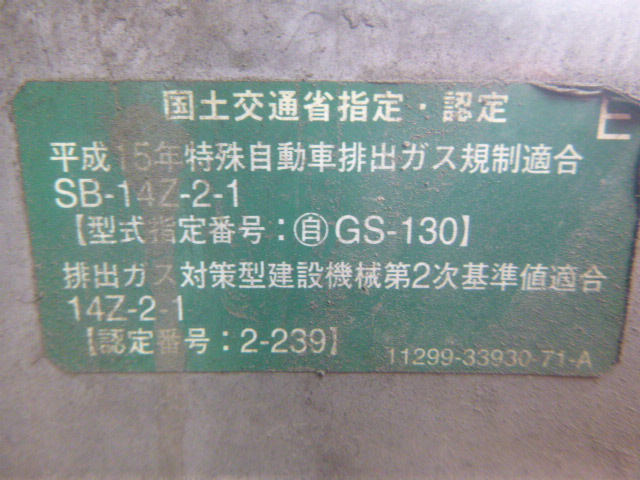 国土交通省指定・認定
E
平成15年特殊自動車排出ガス規制適合
SB-14Z-2-1
【型式指定番号：㉂GS-130】
排出ガス対策型建設機械第2次基準値適合
14Z-2-1
【認定番号：2-239】
11299-33930-71-A